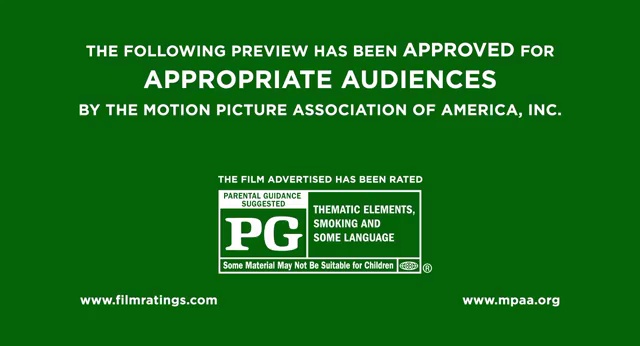 THE FOLLOWING PREVIEW HAS BEEN APPROVED FOR
APPROPRIATE AUDIENCES
BY THE MOTION PICTURE ASSOCIATION OF AMERICA, INC.
THE FILM ADVERTISED HAS BEEN RATED
PARENTAL GUIDANCE
SUGGESTED
PG
THEMATIC ELEMENTS,
SMOKING AND
SOME LANGUAGE
Some Material May Not Be Suitable for Children
®
www.filmratings.com
www.mpaa.org